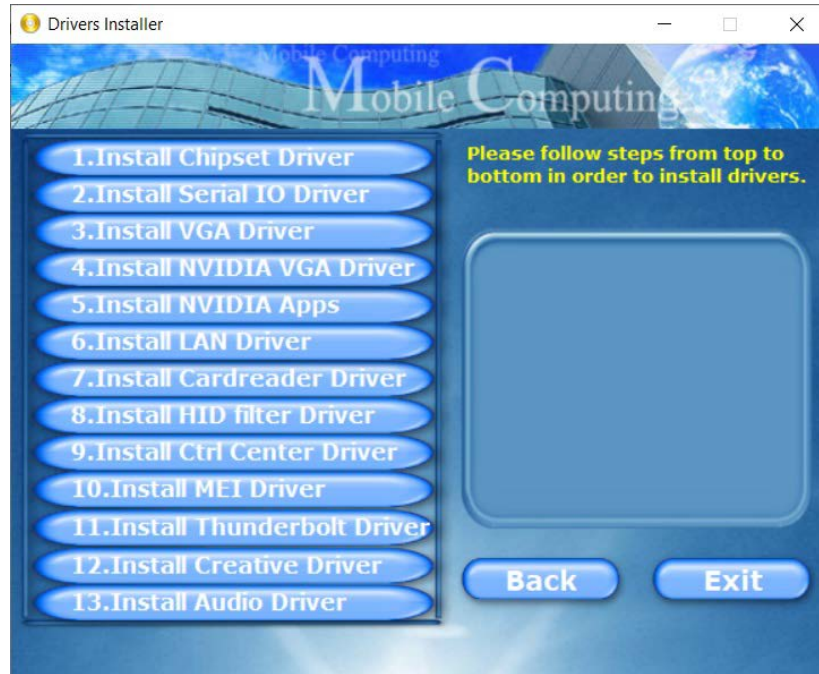 Drivers Installer
Mobile Computing
Mobile Computing
1.Install Chipset Driver
2.Install Serial IO Driver
3.Install VGA Driver
4.Install NVIDIA VGA Driver
5.Install NVIDIA Apps
6.Install LAN Driver
7.Install Cardreader Driver
8.Install HID filter Driver
9.Install Ctrl Center Driver
10.Install MEI Driver
11.Install Thunderbolt Driver
12.Install Creative Driver
13.Install Audio Driver
Please follow steps from top to
bottom in order to install drivers.
Back
Exit